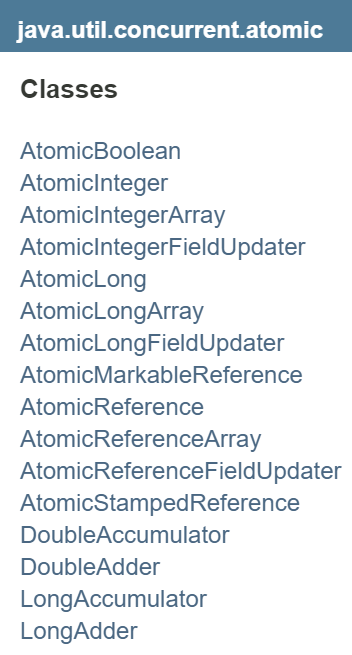 java.util.concurrent.atomic
Classes
AtomicBoolean
AtomicInteger
AtomicIntegerArray
AtomicIntegerFieldUpdater
AtomicLong
AtomicLongArray
AtomicLongFieldUpdater
AtomicMarkableReference
AtomicReference
AtomicReferenceArray
AtomicReferenceFieldUpdater
AtomicStampedReference
DoubleAccumulator
DoubleAdder
LongAccumulator
LongAdder